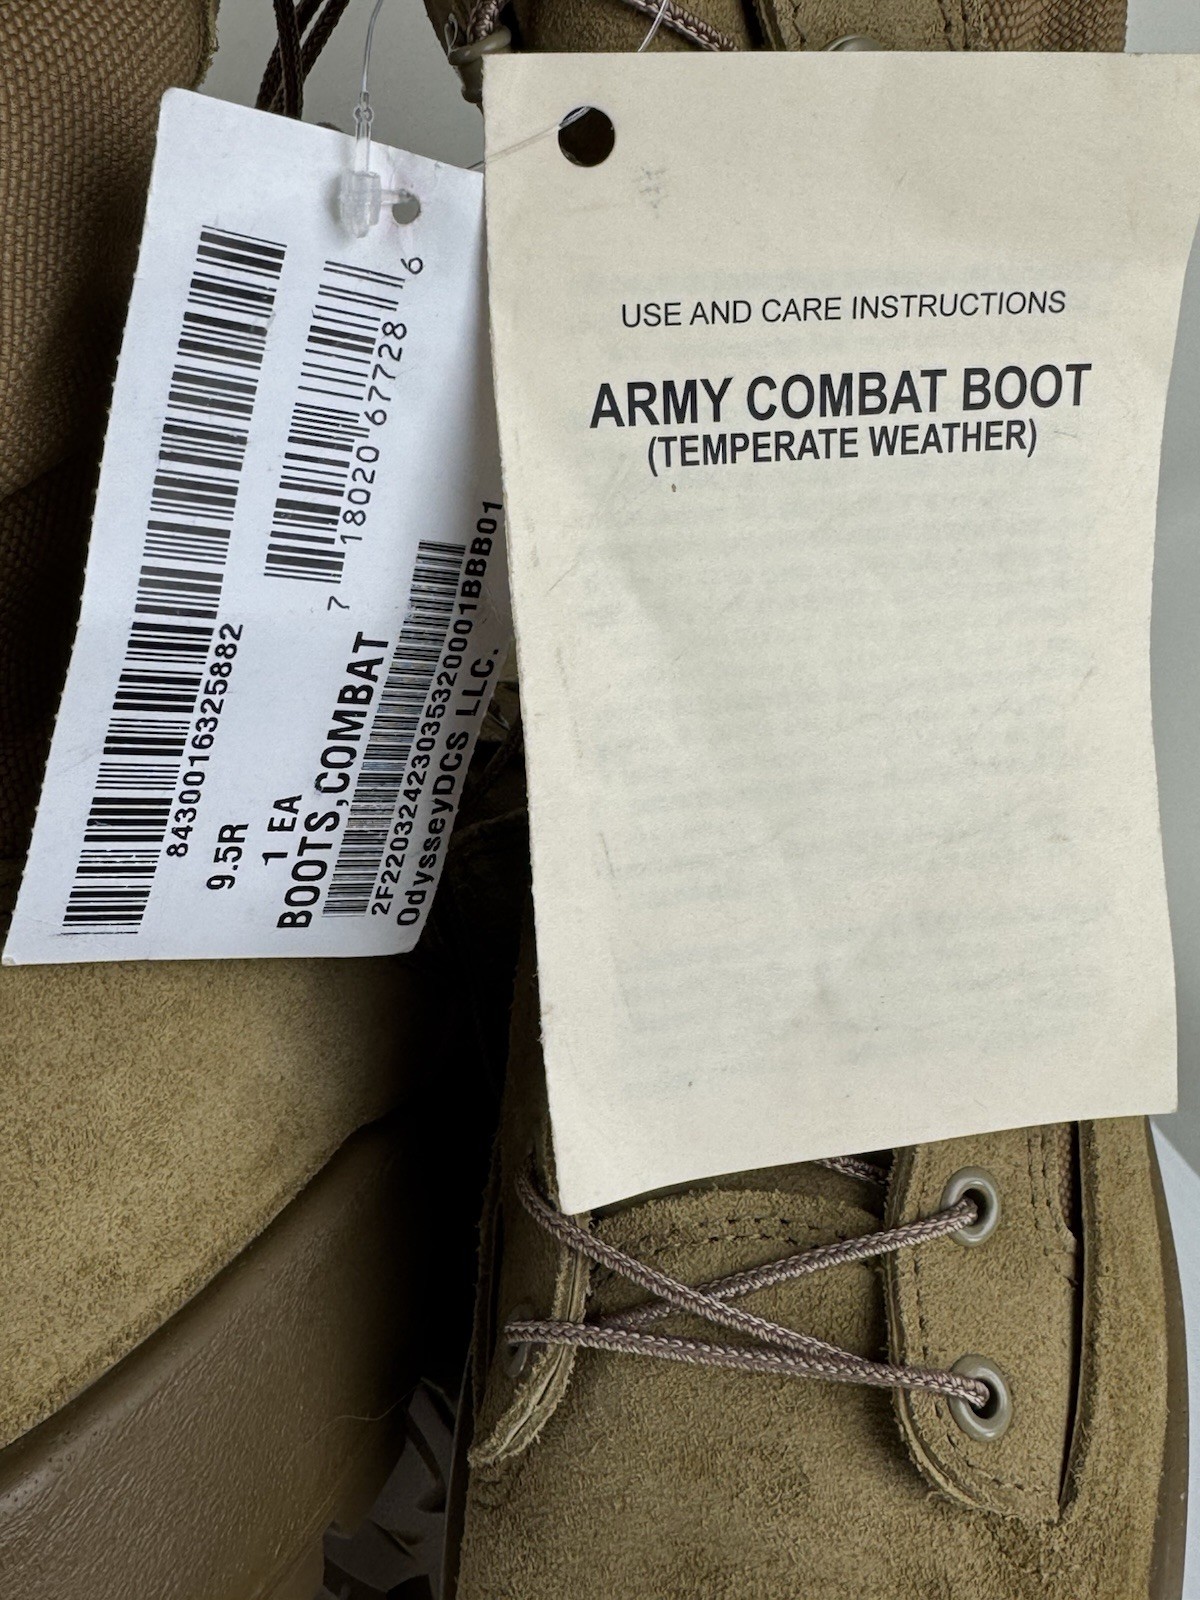 8430016325882
9.5R
1 EA
7 18020 67728 6
BOOTS,COMBAT
2F22032423035320001BBB01
OdysseyDCS LLC.
USE AND CARE INSTRUCTIONS
ARMY COMBAT BOOT
(TEMPERATE WEATHER)